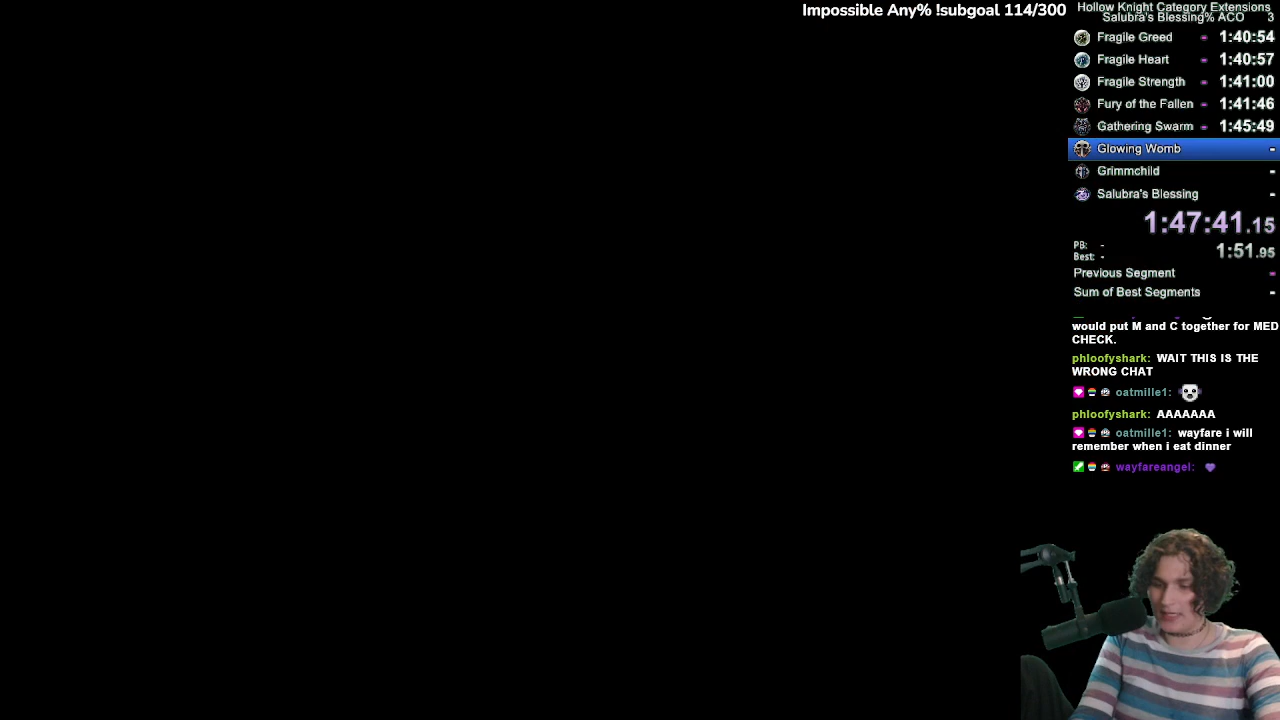 Impossible Any% !subgoal 114/300
Hollow Knight Category Extensions
Salubra's Blessing% ACO 3
Fragile Greed - 1:40:54
Fragile Heart - 1:40:57
Fragile Strength - 1:41:00
Fury of the Fallen - 1:41:46
Gathering Swarm - 1:45:49
Glowing Womb -
Grimmchild -
Salubra's Blessing -
1:47:41.15
PB: -
Best: -
1:51.95
Previous Segment -
Sum of Best Segments -
would put M and C together for MED
CHECK.
phloofyshark: WAIT THIS IS THE
WRONG CHAT
oatmille1:
phloofyshark: AAAAAAA
oatmille1: wayfare i will
remember when i eat dinner
wayfareangel: